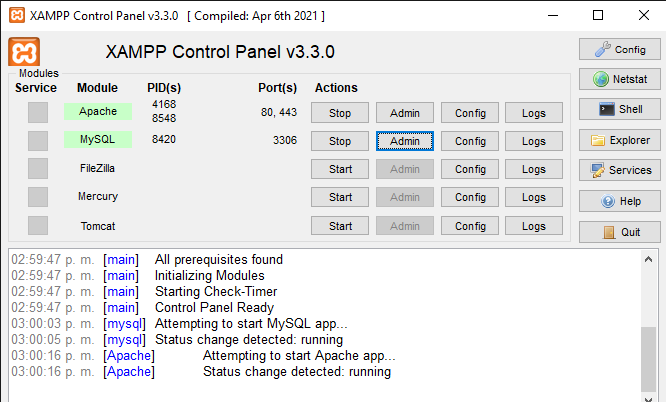 XAMPP Control Panel v3.3.0 [ Compiled: Apr 6th 2021 ]
XAMPP Control Panel v3.3.0
Config
Modules
Service Module PID(s) Port(s) Actions
Netstat
Apache 4168 8548 80, 443 Stop Admin Config Logs
Shell
MySQL 8420 3306 Stop Admin Config Logs
Explorer
FileZilla Start Admin Config Logs
Services
Mercury Start Admin Config Logs
Help
Tomcat Start Admin Config Logs
Quit
02:59:47 p. m. [main] All prerequisites found
02:59:47 p. m. [main] Initializing Modules
02:59:47 p. m. [main] Starting Check-Timer
02:59:47 p. m. [main] Control Panel Ready
03:00:03 p. m. [mysql] Attempting to start MySQL app...
03:00:05 p. m. [mysql] Status change detected: running
03:00:16 p. m. [Apache] Attempting to start Apache app...
03:00:16 p. m. [Apache] Status change detected: running